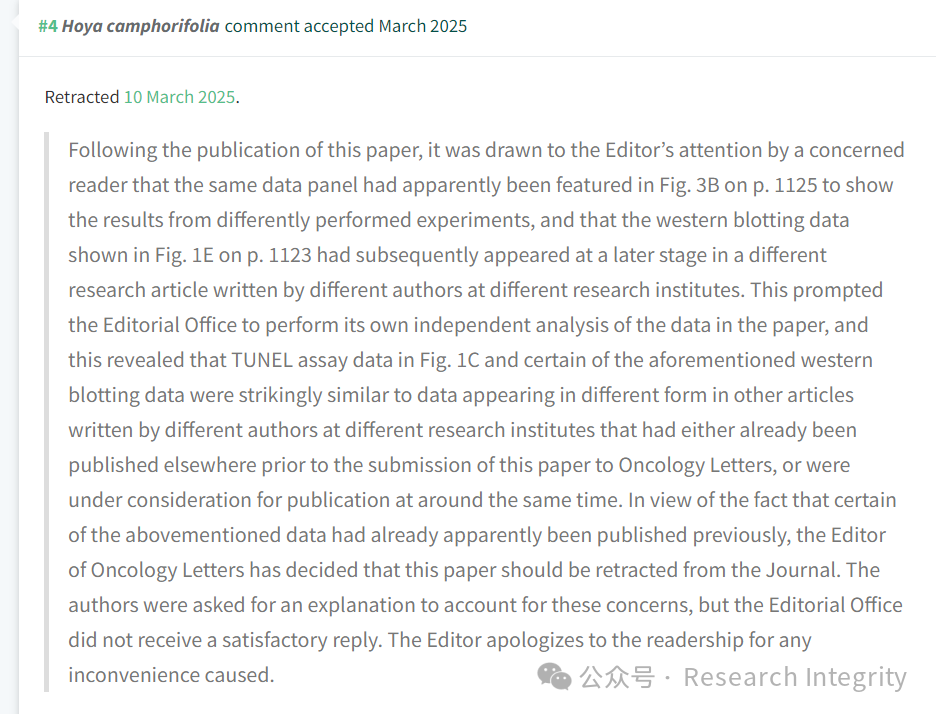 #4 Hoya camphorifolia comment accepted March 2025
Retracted 10 March 2025.
Following the publication of this paper, it was drawn to the Editor’s attention by a concerned
reader that the same data panel had apparently been featured in Fig. 3B on p. 1125 to show
the results from differently performed experiments, and that the western blotting data
shown in Fig. 1E on p. 1123 had subsequently appeared at a later stage in a different
research article written by different authors at different research institutes. This prompted
the Editorial Office to perform its own independent analysis of the data in the paper, and
this revealed that TUNEL assay data in Fig. 1C and certain of the aforementioned western
blotting data were strikingly similar to data appearing in different form in other articles
written by different authors at different research institutes that had either already been
published elsewhere prior to the submission of this paper to Oncology Letters, or were
under consideration for publication at around the same time. In view of the fact that certain
of the abovementioned data had already apparently been published previously, the Editor
of Oncology Letters has decided that this paper should be retracted from the Journal. The
authors were asked for an explanation to account for these concerns, but the Editorial Office
did not receive a satisfactory reply. The Editor apologizes to the readership for any
inconvenience caused.
公众号 · Research Integrity